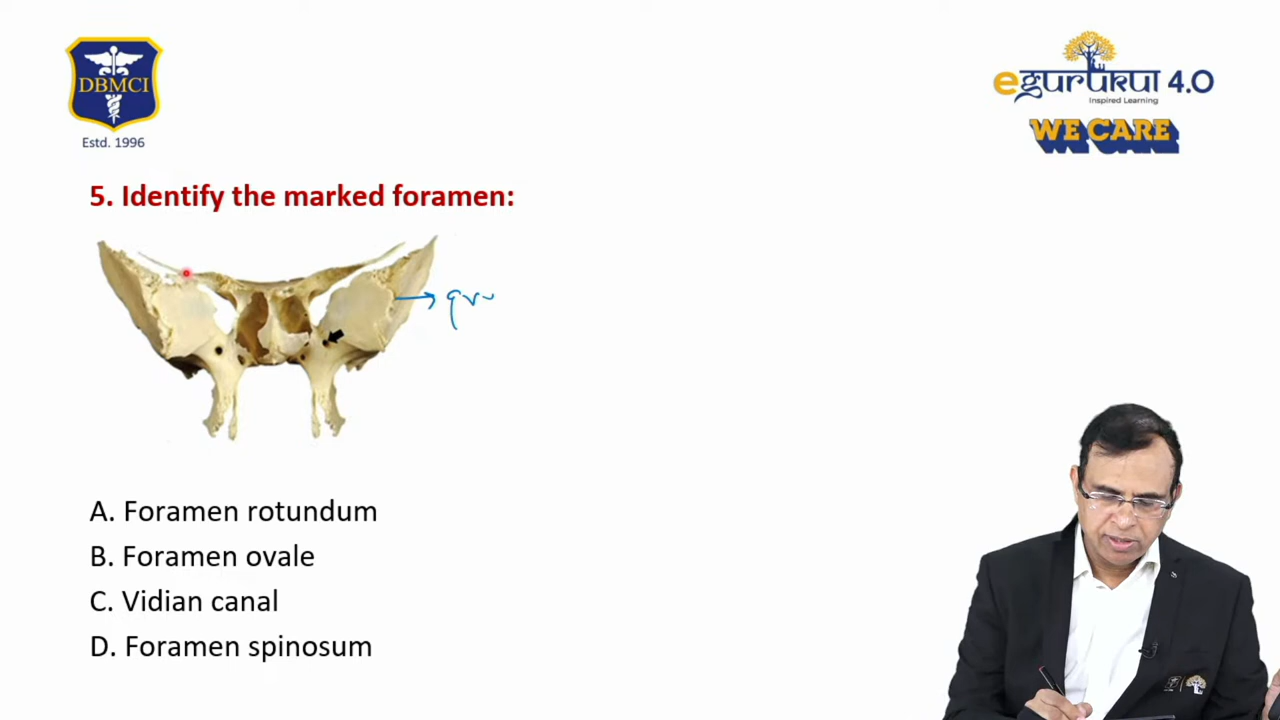 DBMCI
Estd. 1996
eGurukul 4.0
Inspired Learning
WE CARE
5. Identify the marked foramen:
A. Foramen rotundum
B. Foramen ovale
C. Vidian canal
D. Foramen spinosum